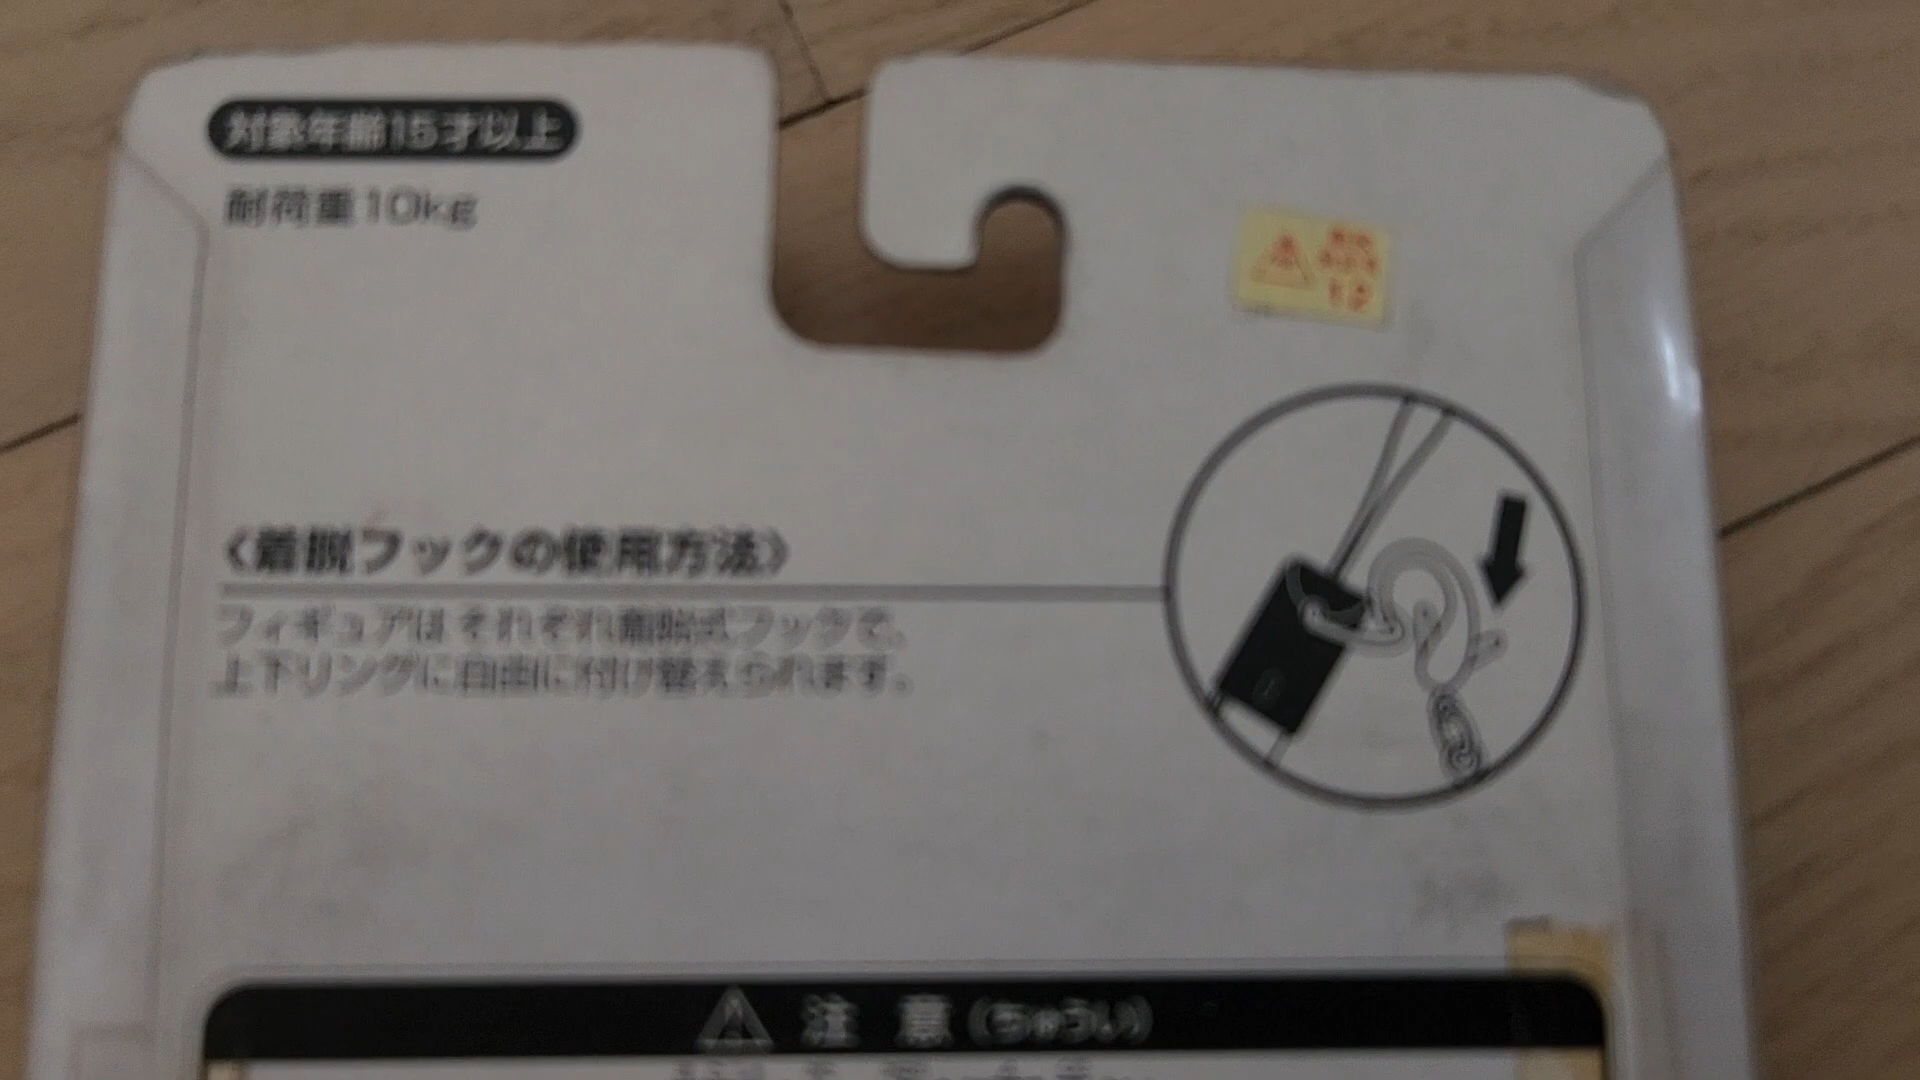 対象年齢15才以上
耐荷重10kg
12
〈着脱フックの使用方法〉
フィギュアはそれぞれ着脱式フックで、
上下リングに自由に付け替えられます。
注 意(ちゅうい)